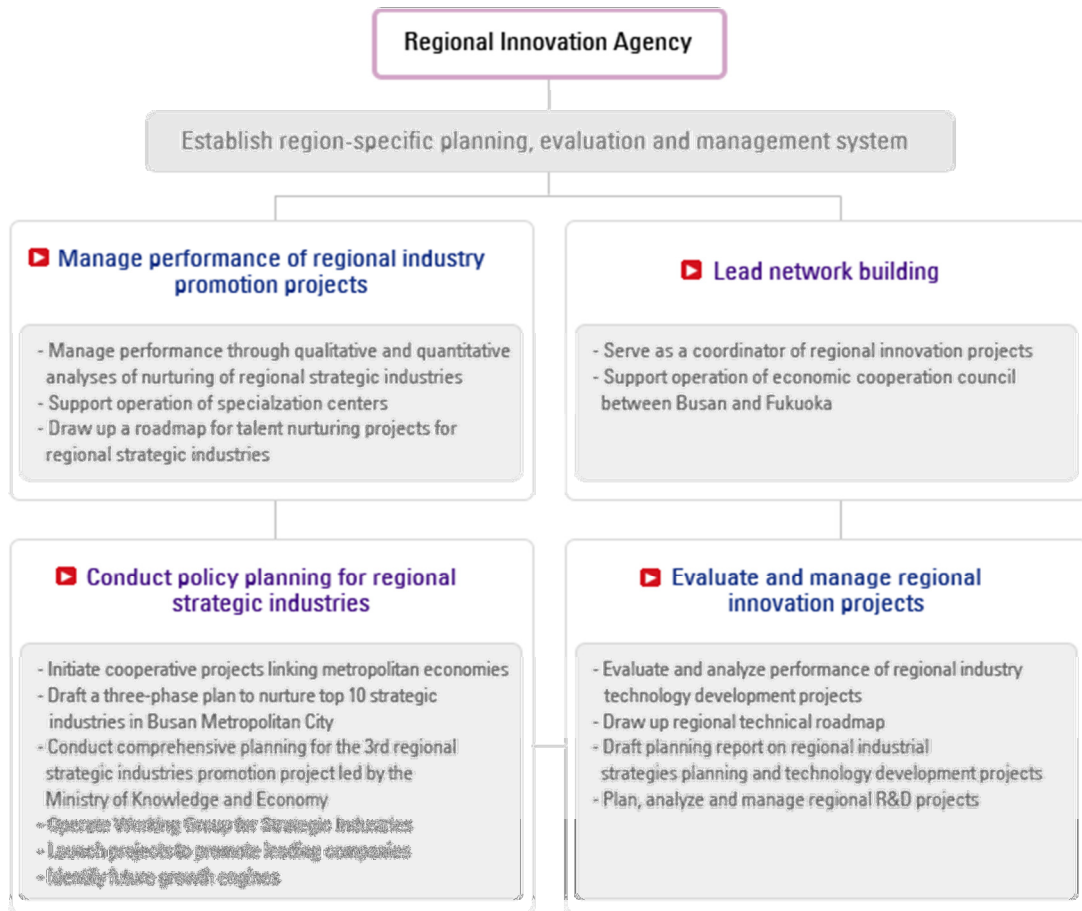 Regional Innovation Agency
Establish region-specific planning, evaluation and management system
Manage performance of regional industry
promotion projects
- Manage performance through qualitative and quantitative
analyses of nurturing of regional strategic industries
- Support operation of specialzation centers
- Draw up a roadmap for talent nurturing projects for
regional strategic industries
Lead network building
- Serve as a coordinator of regional innovation projects
- Support operation of economic cooperation council
between Busan and Fukuoka
Conduct policy planning for regional
strategic industries
- Initiate cooperative projects linking metropolitan economies
- Draft a three-phase plan to nurture top 10 strategic
industries in Busan Metropolitan City
- Conduct comprehensive planning for the 3rd regional
strategic industries promotion project led by the
Ministry of Knowledge and Economy
- Operate Working Group for Strategic Industries
- Launch projects to promote leading companies
- Identify future growth engines
Evaluate and manage regional
innovation projects
- Evaluate and analyze performance of regional industry
technology development projects
- Draw up regional technical roadmap
- Draft planning report on regional industrial
strategies planning and technology development projects
- Plan, analyze and manage regional R&D projects